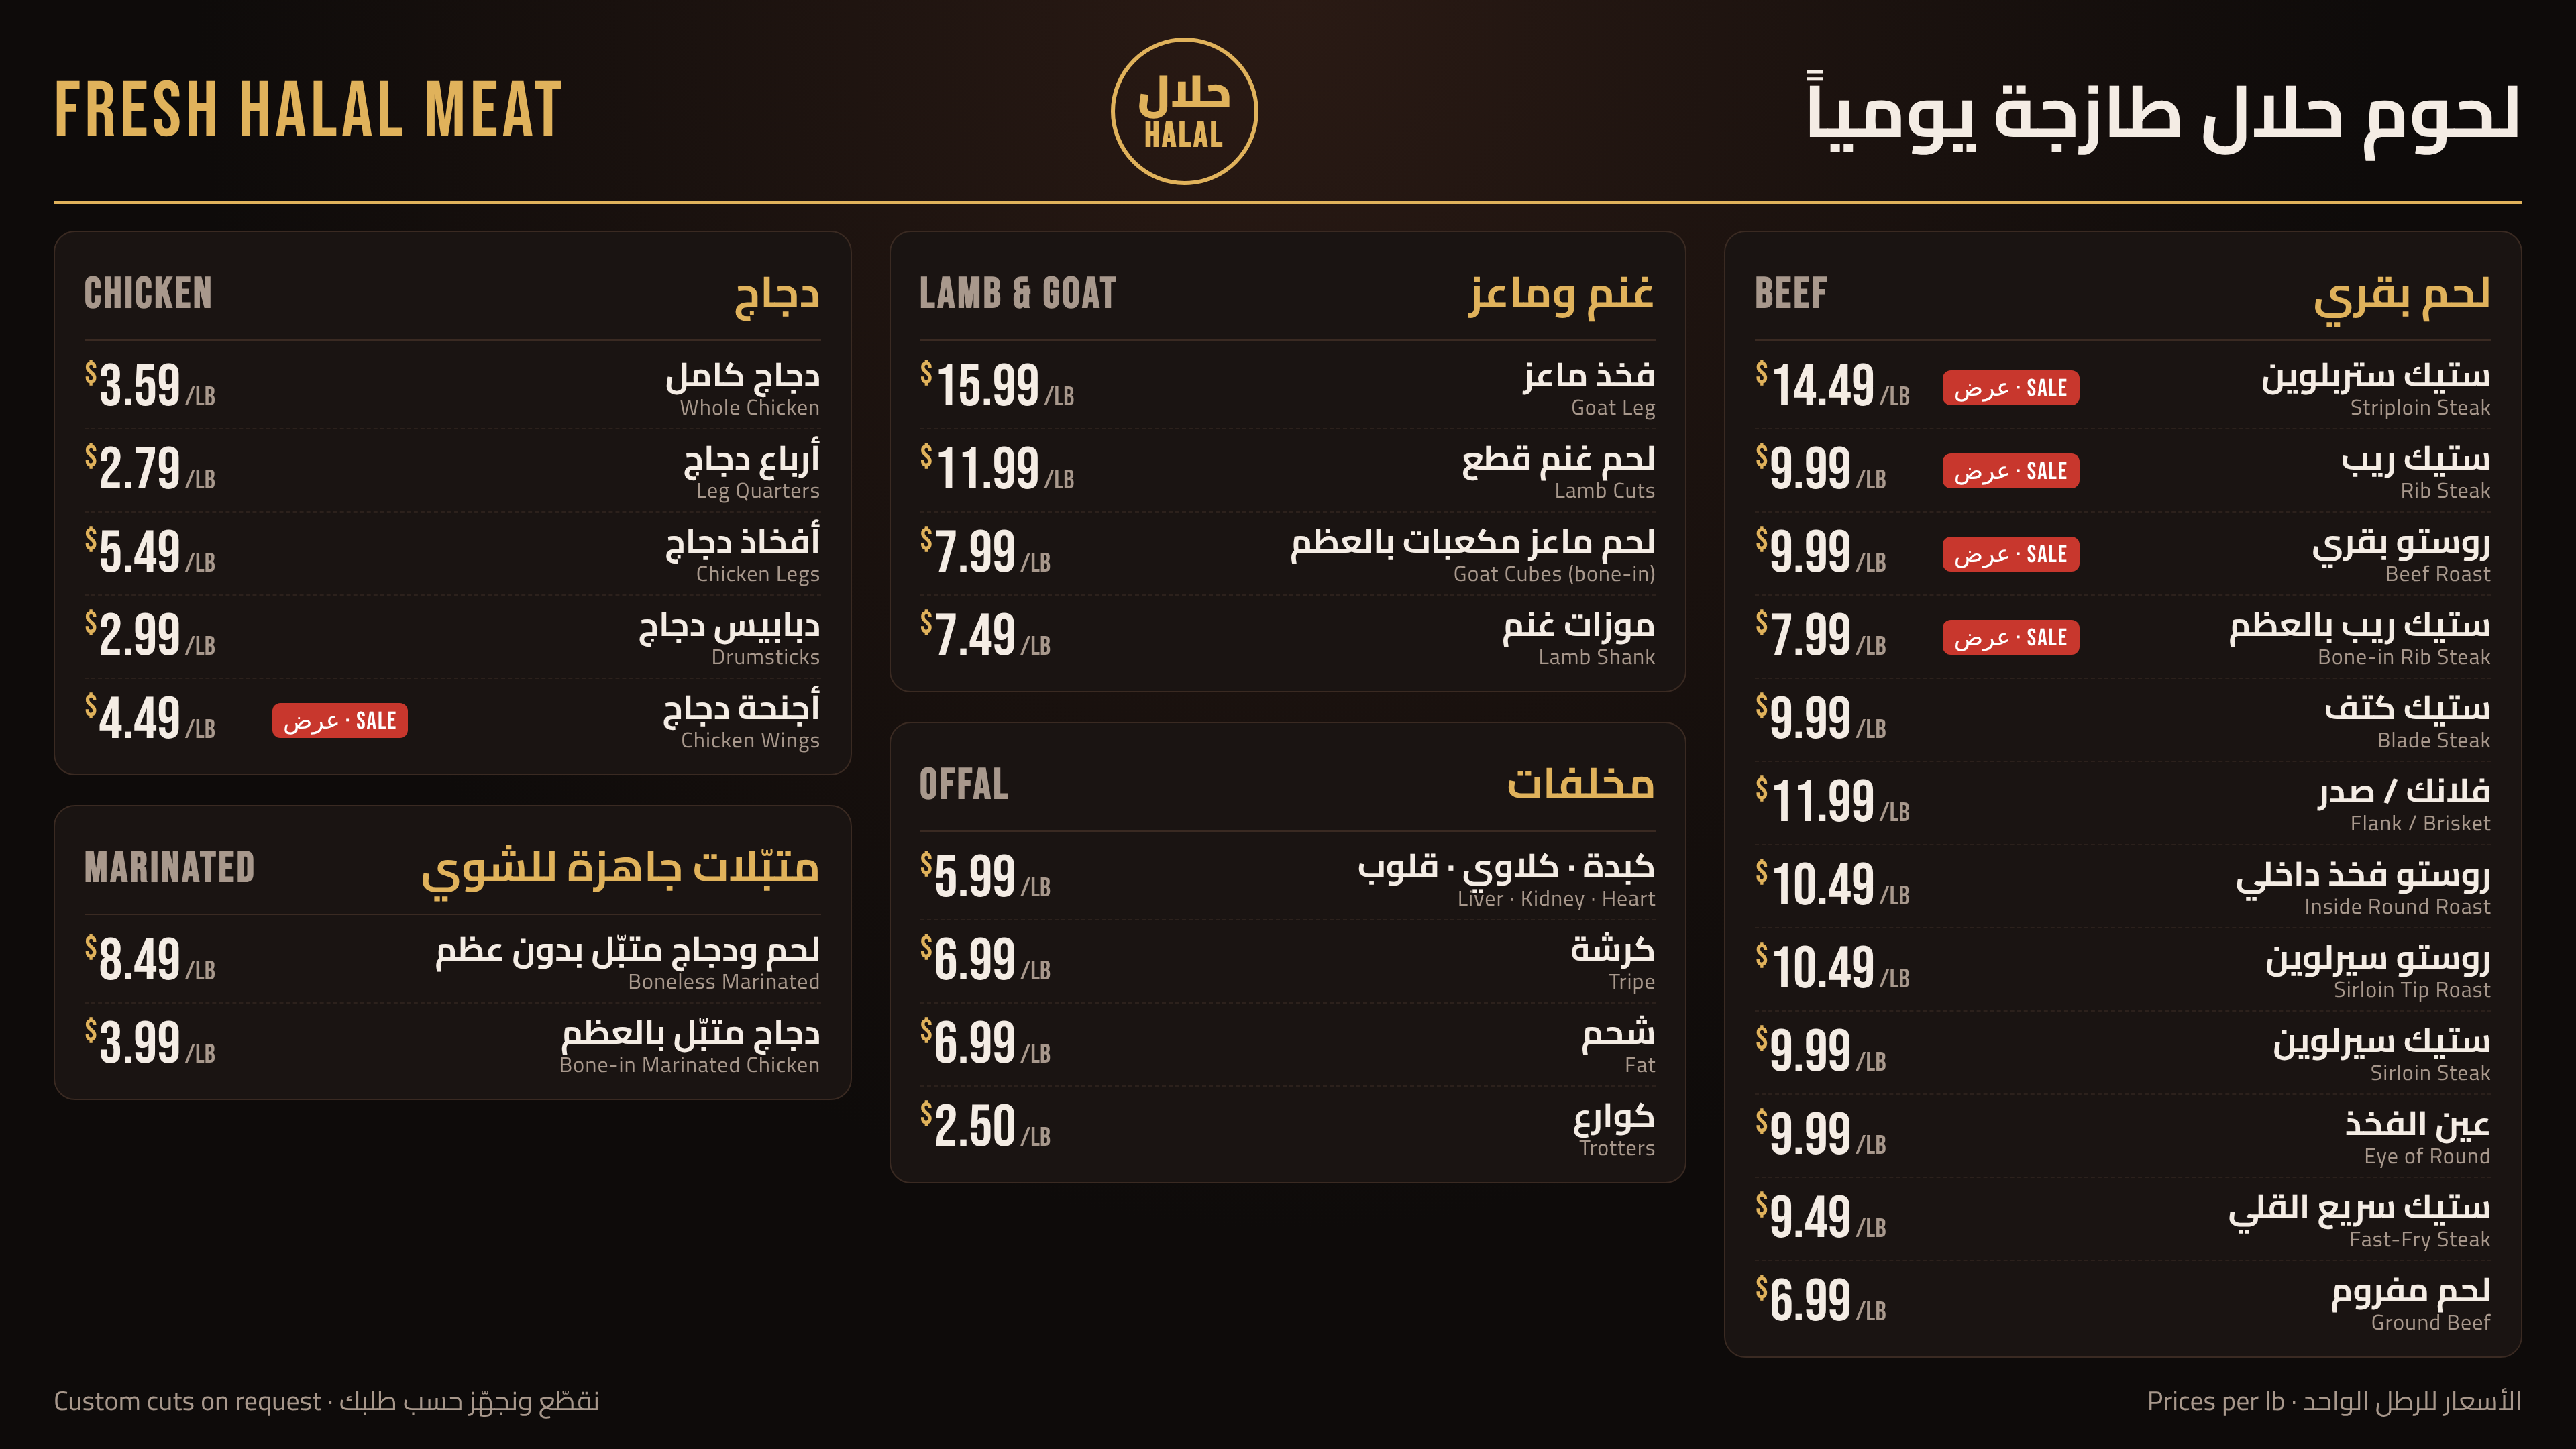 FRESH HALAL MEAT
حلال
HALAL
لحوم حلال طازجة يومياً
CHICKEN دجاج
$3.59/LB دجاج كامل
Whole Chicken
$2.79/LB أرباع دجاج
Leg Quarters
$5.49/LB أفخاذ دجاج
Chicken Legs
$2.99/LB دبابيس دجاج
Drumsticks
$4.49/LB عرض · SALE أجنحة دجاج
Chicken Wings
MARINATED متبّلات جاهزة للشوي
$8.49/LB لحم ودجاج متبّل بدون عظم
Boneless Marinated
$3.99/LB دجاج متبّل بالعظم
Bone-in Marinated Chicken
LAMB & GOAT غنم وماعز
$15.99/LB فخذ ماعز
Goat Leg
$11.99/LB لحم غنم قطع
Lamb Cuts
$7.99/LB لحم ماعز مكعبات بالعظم
Goat Cubes (bone-in)
$7.49/LB موزات غنم
Lamb Shank
OFFAL مخلفات
$5.99/LB كبدة · كلاوي · قلوب
Liver · Kidney · Heart
$6.99/LB كرشة
Tripe
$6.99/LB شحم
Fat
$2.50/LB كوارع
Trotters
BEEF لحم بقري
$14.49/LB عرض · SALE ستيك ستربلوين
Striploin Steak
$9.99/LB عرض · SALE ستيك ريب
Rib Steak
$9.99/LB عرض · SALE روستو بقري
Beef Roast
$7.99/LB عرض · SALE ستيك ريب بالعظم
Bone-in Rib Steak
$9.99/LB ستيك كتف
Blade Steak
$11.99/LB فلانك / صدر
Flank / Brisket
$10.49/LB روستو فخذ داخلي
Inside Round Roast
$10.49/LB روستو سيرلوين
Sirloin Tip Roast
$9.99/LB ستيك سيرلوين
Sirloin Steak
$9.99/LB عين الفخذ
Eye of Round
$9.49/LB ستيك سريع القلي
Fast-Fry Steak
$6.99/LB لحم مفروم
Ground Beef
Custom cuts on request · نقطّع ونجهّز حسب طلبك
Prices per lb · الأسعار للرطل الواحد